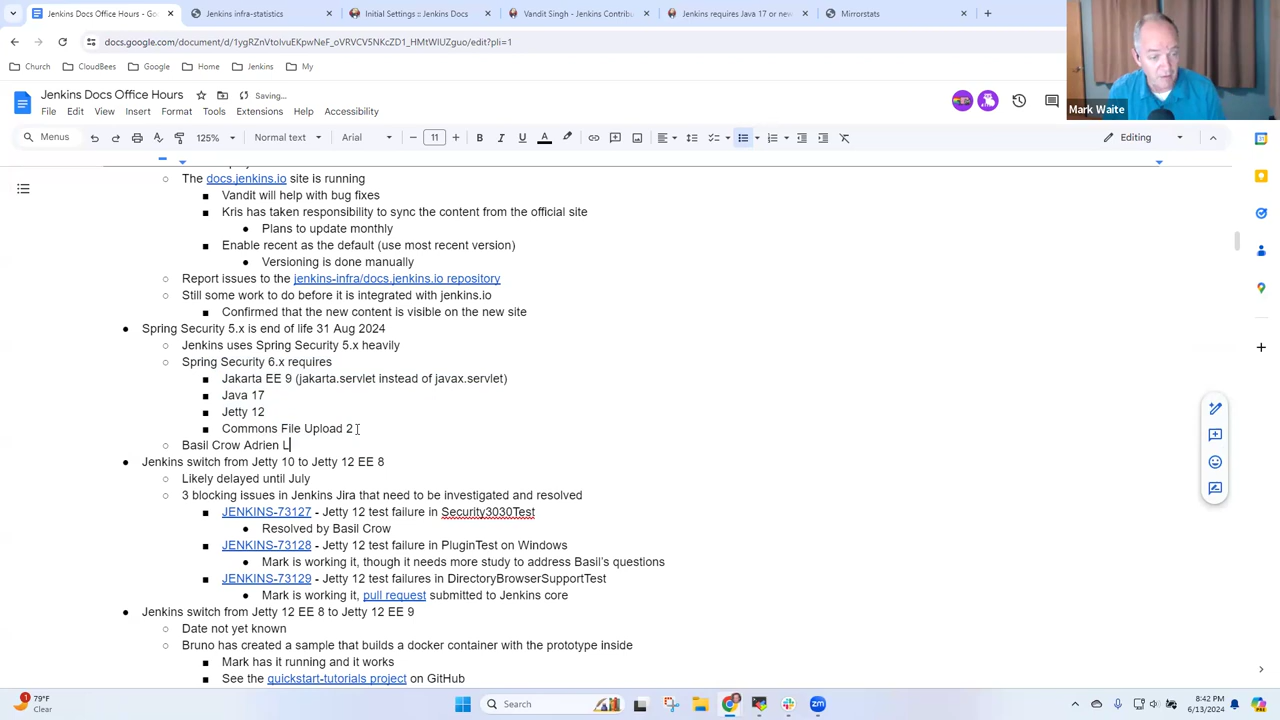 Jenkins Docs Office Hours - G
Jenkins infra-statistics
Initial Settings :: Jenkins Docs
Vandit Singh - Jenkins Contribu
Jenkins requires Java 17 or new
Mirrorstats
docs.google.com/document/d/1ygRZnVtolvuEKpwNeF_oVRVCV5NKcZD1_HMtWIUZguo/edit?pli=1
Church
CloudBees
Google
Home
Jenkins
My
Jenkins Docs Office Hours
Saving...
File Edit View Insert Format Tools Extensions Help Accessibility
Mark Waite
Menus
125%
Normal text
Arial
11
Editing
The docs.jenkins.io site is running
Vandit will help with bug fixes
Kris has taken responsibility to sync the content from the official site
Plans to update monthly
Enable recent as the default (use most recent version)
Versioning is done manually
Report issues to the jenkins-infra/docs.jenkins.io repository
Still some work to do before it is integrated with jenkins.io
Confirmed that the new content is visible on the new site
Spring Security 5.x is end of life 31 Aug 2024
Jenkins uses Spring Security 5.x heavily
Spring Security 6.x requires
Jakarta EE 9 (jakarta.servlet instead of javax.servlet)
Java 17
Jetty 12
Commons File Upload 2
Basil Crow Adrien L
Jenkins switch from Jetty 10 to Jetty 12 EE 8
Likely delayed until July
3 blocking issues in Jenkins Jira that need to be investigated and resolved
JENKINS-73127 - Jetty 12 test failure in Security3030Test
Resolved by Basil Crow
JENKINS-73128 - Jetty 12 test failure in PluginTest on Windows
Mark is working it, though it needs more study to address Basil's questions
JENKINS-73129 - Jetty 12 test failures in DirectoryBrowserSupportTest
Mark is working it, pull request submitted to Jenkins core
Jenkins switch from Jetty 12 EE 8 to Jetty 12 EE 9
Date not yet known
Bruno has created a sample that builds a docker container with the prototype inside
Mark has it running and it works
See the quickstart-tutorials project on GitHub
79°F
Clear
Search
8:42 PM
6/13/2024